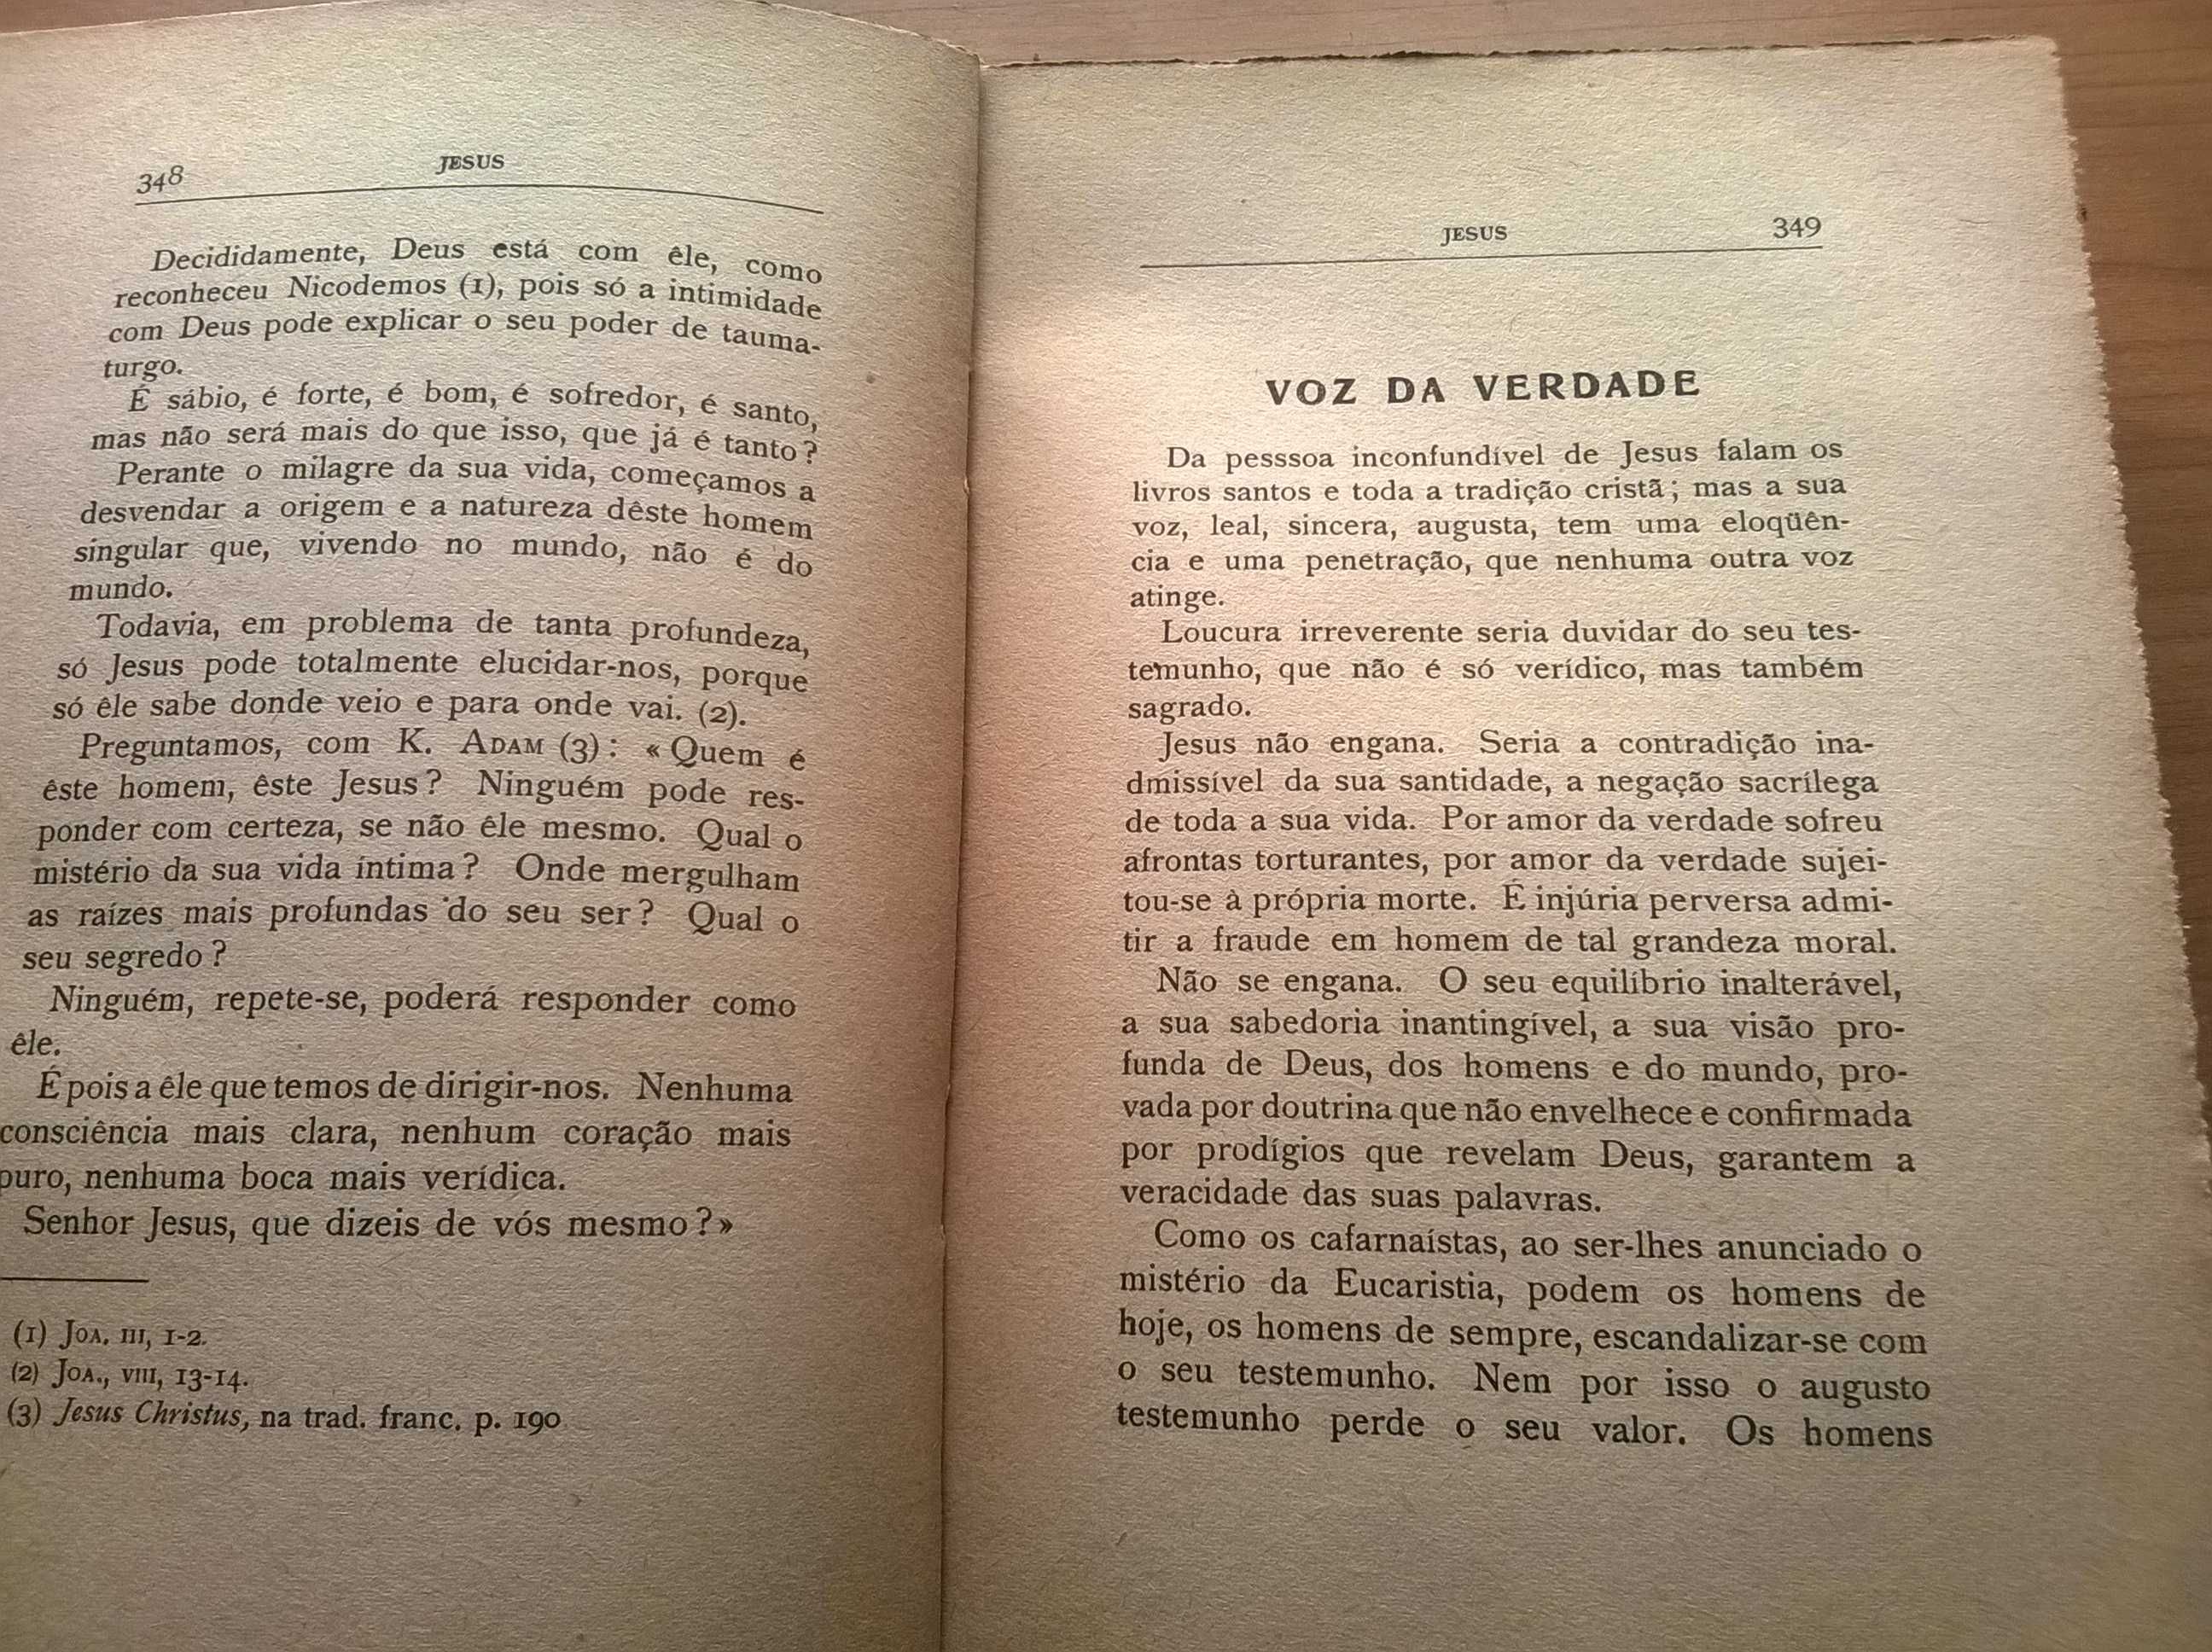 348 JESUS
Decididamente, Deus está com êle, como
reconheceu Nicodemos (1), pois só a intimidade
com Deus pode explicar o seu poder de tauma-
turgo.
É sábio, é forte, é bom, é sofredor, é santo,
mas não será mais do que isso, que já é tanto?
Perante o milagre da sua vida, começamos a
desvendar a origem e a natureza dêste homem
singular que, vivendo no mundo, não é do
mundo.
Todavia, em problema de tanta profundeza,
só Jesus pode totalmente elucidar-nos, porque
só êle sabe donde veio e para onde vai. (2).
Preguntamos, com K. ADAM (3): «Quem é
êste homem, êste Jesus? Ninguém pode res-
ponder com certeza, se não êle mesmo. Qual o
mistério da sua vida íntima? Onde mergulham
as raízes mais profundas do seu ser? Qual o
seu segredo?
Ninguém, repete-se, poderá responder como
êle.
É pois a êle que temos de dirigir-nos. Nenhuma
consciência mais clara, nenhum coração mais
puro, nenhuma boca mais verídica.
Senhor Jesus, que dizeis de vós mesmo?»
(1) JOA. III, 1-2.
(2) JOA., VIII, 13-14.
(3) Jesus Christus, na trad. franc. p. 190
JESUS 349
VOZ DA VERDADE
Da pesssoa inconfundível de Jesus falam os
livros santos e toda a tradição cristã; mas a sua
voz, leal, sincera, augusta, tem uma eloqüên-
cia e uma penetração, que nenhuma outra voz
atinge.
Loucura irreverente seria duvidar do seu tes-
temunho, que não é só verídico, mas também
sagrado.
Jesus não engana. Seria a contradição ina-
dmissível da sua santidade, a negação sacrílega
de toda a sua vida. Por amor da verdade sofreu
afrontas torturantes, por amor da verdade sujei-
tou-se à própria morte. É injúria perversa admi-
tir a fraude em homem de tal grandeza moral.
Não se engana. O seu equilíbrio inalterável,
a sua sabedoria inantingível, a sua visão pro-
funda de Deus, dos homens e do mundo, pro-
vada por doutrina que não envelhece e confirmada
por prodígios que revelam Deus, garantem a
veracidade das suas palavras.
Como os cafarnaístas, ao ser-lhes anunciado o
mistério da Eucaristia, podem os homens de
hoje, os homens de sempre, escandalizar-se com
o seu testemunho. Nem por isso o augusto
testemunho perde o seu valor. Os homens